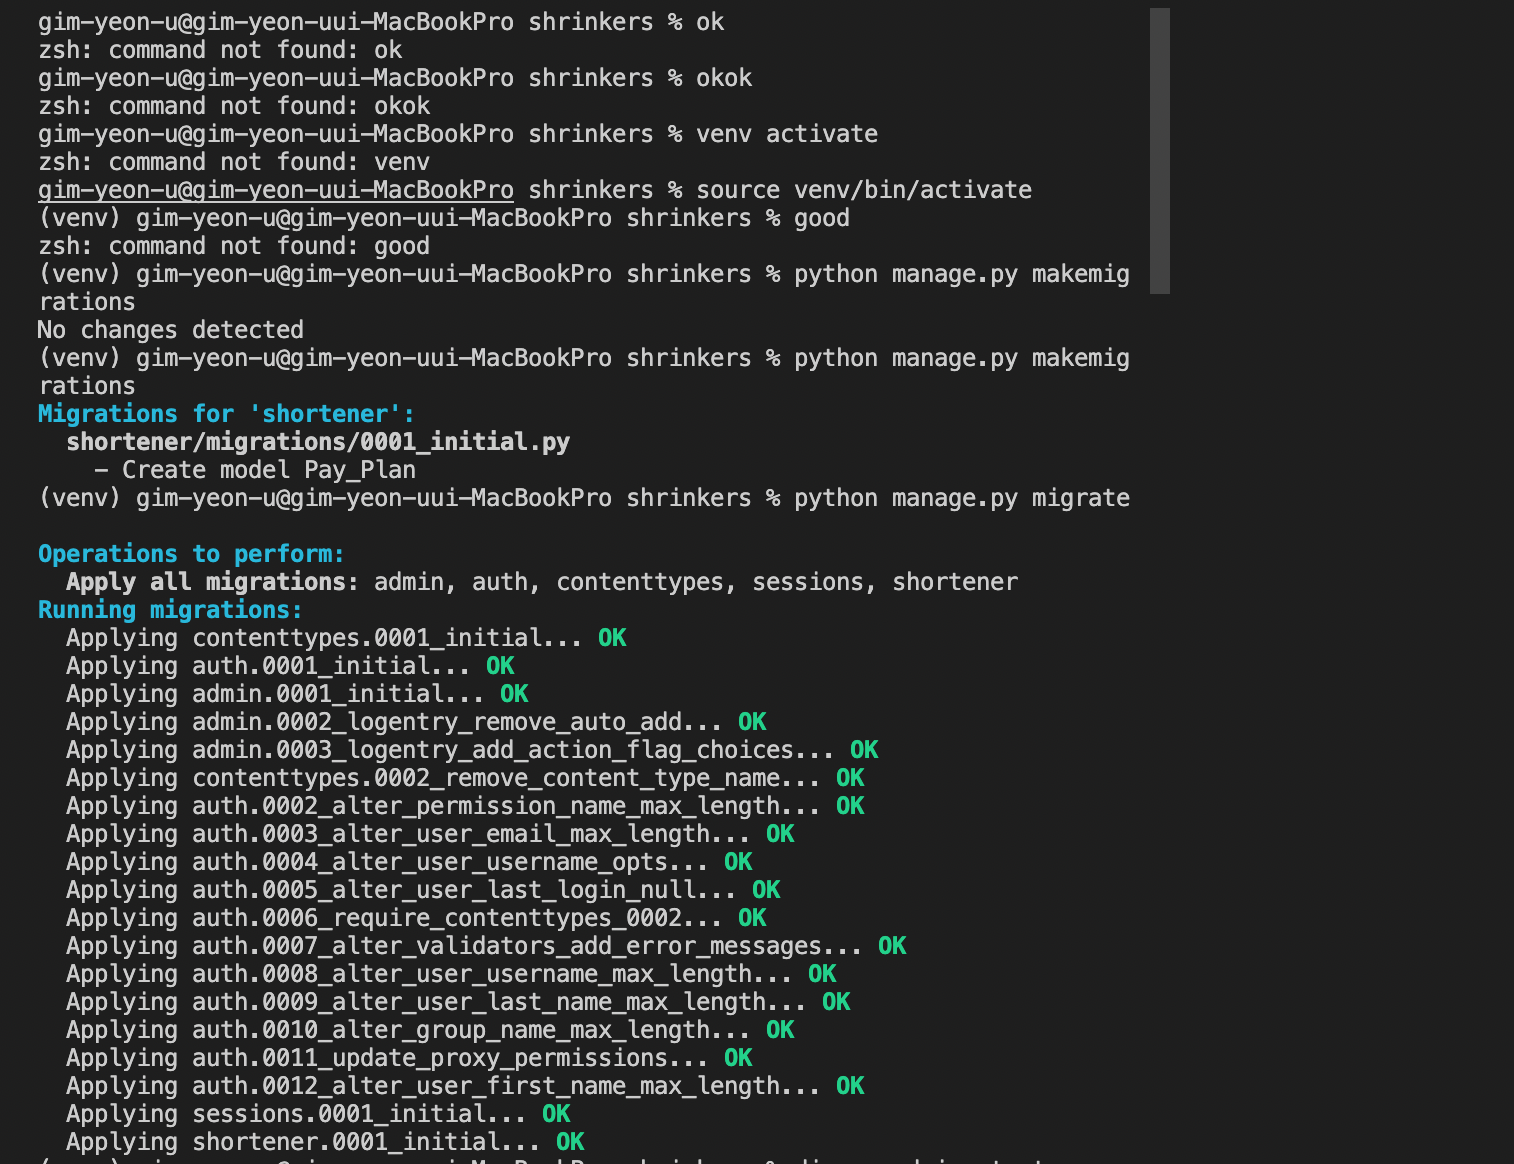 gim-yeon-u@gim-yeon-uui-MacBookPro shrinkers % ok
zsh: command not found: ok
gim-yeon-u@gim-yeon-uui-MacBookPro shrinkers % okok
zsh: command not found: okok
gim-yeon-u@gim-yeon-uui-MacBookPro shrinkers % venv activate
zsh: command not found: venv
gim-yeon-u@gim-yeon-uui-MacBookPro shrinkers % source venv/bin/activate
(venv) gim-yeon-u@gim-yeon-uui-MacBookPro shrinkers % good
zsh: command not found: good
(venv) gim-yeon-u@gim-yeon-uui-MacBookPro shrinkers % python manage.py makemig
rations
No changes detected
(venv) gim-yeon-u@gim-yeon-uui-MacBookPro shrinkers % python manage.py makemig
rations
Migrations for 'shortener':
  shortener/migrations/0001_initial.py
    - Create model Pay_Plan
(venv) gim-yeon-u@gim-yeon-uui-MacBookPro shrinkers % python manage.py migrate
Operations to perform:
  Apply all migrations: admin, auth, contenttypes, sessions, shortener
Running migrations:
  Applying contenttypes.0001_initial... OK
  Applying auth.0001_initial... OK
  Applying admin.0001_initial... OK
  Applying admin.0002_logentry_remove_auto_add... OK
  Applying admin.0003_logentry_add_action_flag_choices... OK
  Applying contenttypes.0002_remove_content_type_name... OK
  Applying auth.0002_alter_permission_name_max_length... OK
  Applying auth.0003_alter_user_email_max_length... OK
  Applying auth.0004_alter_user_username_opts... OK
  Applying auth.0005_alter_user_last_login_null... OK
  Applying auth.0006_require_contenttypes_0002... OK
  Applying auth.0007_alter_validators_add_error_messages... OK
  Applying auth.0008_alter_user_username_max_length... OK
  Applying auth.0009_alter_user_last_name_max_length... OK
  Applying auth.0010_alter_group_name_max_length... OK
  Applying auth.0011_update_proxy_permissions... OK
  Applying auth.0012_alter_user_first_name_max_length... OK
  Applying sessions.0001_initial... OK
  Applying shortener.0001_initial... OK